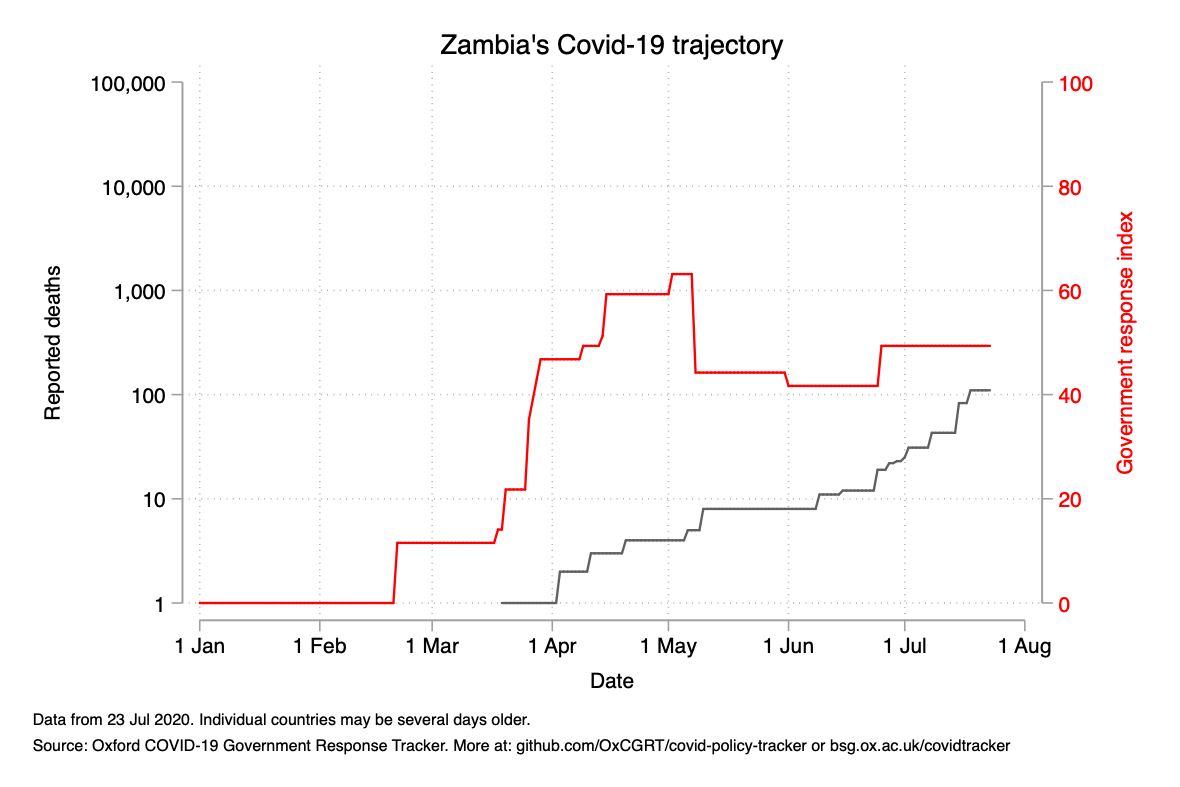 Zambia's Covid-19 trajectory
100,000
10,000
1,000
100
10
1
Reported deaths
100
80
60
40
20
0
Government response index
1 Jan
1 Feb
1 Mar
1 Apr
1 May
1 Jun
1 Jul
1 Aug
Date
Data from 23 Jul 2020. Individual countries may be several days older.
Source: Oxford COVID-19 Government Response Tracker. More at: github.com/OxCGRT/covid-policy-tracker or bsg.ox.ac.uk/covidtracker